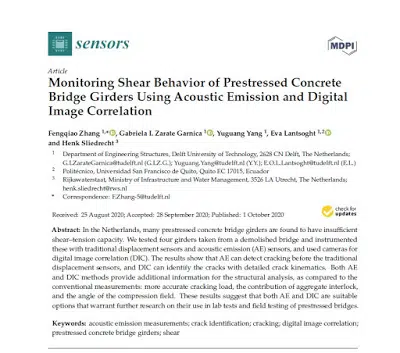 sensors
MDPI
Article
Monitoring Shear Behavior of Prestressed Concrete
Bridge Girders Using Acoustic Emission and Digital
Image Correlation
Fengqiao Zhang 1,*, Gabriela I. Zarate Garnica 1, Yuguang Yang 1, Eva Lantsoght 1,2
and Henk Sliedrecht 3
1 Department of Engineering Structures, Delft University of Technology, 2628 CN Delft, The Netherlands;
G.I.ZarateGarnica@tudelft.nl (G.I.Z.G.); Yuguang.Yang@tudelft.nl (Y.Y.); E.O.L.Lantsoght@tudelft.nl (E.L.)
2 Politécnico, Universidad San Francisco de Quito, Quito EC 17015, Ecuador
3 Rijkswaterstaat, Ministry of Infrastructure and Water Management, 3526 LA Utrecht, The Netherlands;
henk.sliedrecht@rws.nl
* Correspondence: F.Zhang-5@tudelft.nl
Received: 25 August 2020; Accepted: 28 September 2020; Published: 1 October 2020
check for
updates
Abstract: In the Netherlands, many prestressed concrete bridge girders are found to have insufficient
shear–tension capacity. We tested four girders taken from a demolished bridge and instrumented
these with traditional displacement sensors and acoustic emission (AE) sensors, and used cameras for
digital image correlation (DIC). The results show that AE can detect cracking before the traditional
displacement sensors, and DIC can identify the cracks with detailed crack kinematics. Both AE
and DIC methods provide additional information for the structural analysis, as compared to the
conventional measurements: more accurate cracking load, the contribution of aggregate interlock,
and the angle of the compression field. These results suggest that both AE and DIC are suitable
options that warrant further research on their use in lab tests and field testing of prestressed bridges.
Keywords: acoustic emission measurements; crack identification; cracking; digital image correlation;
prestressed concrete bridge girders; shear